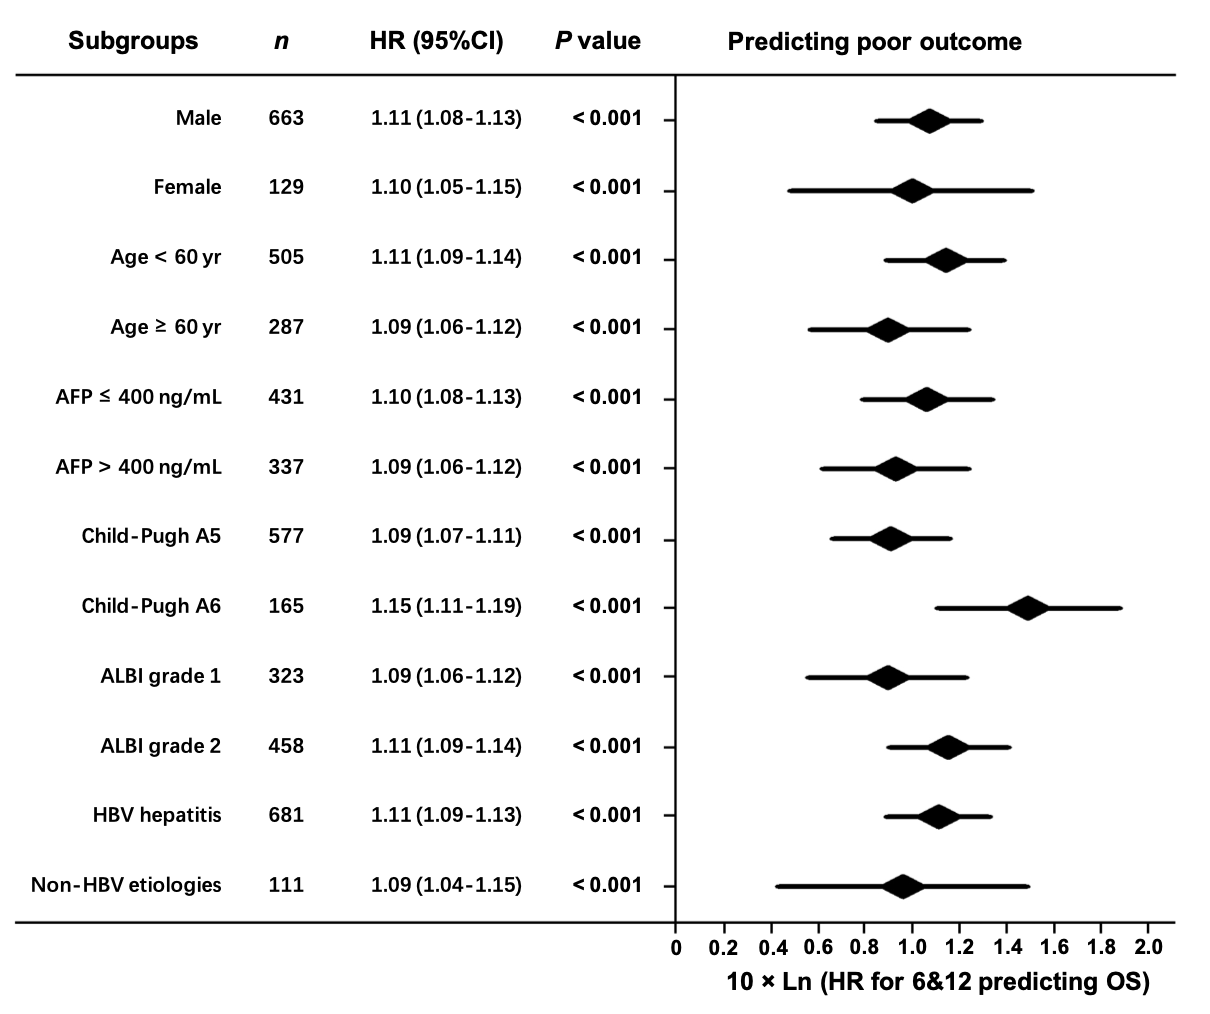 Subgroups n HR (95%CI) P value Predicting poor outcome
Male 663 1.11 (1.08-1.13) < 0.001
Female 129 1.10 (1.05-1.15) < 0.001
Age < 60 yr 505 1.11 (1.09-1.14) < 0.001
Age ≥ 60 yr 287 1.09 (1.06-1.12) < 0.001
AFP ≤ 400 ng/mL 431 1.10 (1.08-1.13) < 0.001
AFP > 400 ng/mL 337 1.09 (1.06-1.12) < 0.001
Child-Pugh A5 577 1.09 (1.07-1.11) < 0.001
Child-Pugh A6 165 1.15 (1.11-1.19) < 0.001
ALBI grade 1 323 1.09 (1.06-1.12) < 0.001
ALBI grade 2 458 1.11 (1.09-1.14) < 0.001
HBV hepatitis 681 1.11 (1.09-1.13) < 0.001
Non-HBV etiologies 111 1.09 (1.04-1.15) < 0.001
0 0.2 0.4 0.6 0.8 1.0 1.2 1.4 1.6 1.8 2.0
10 × Ln (HR for 6&12 predicting OS)